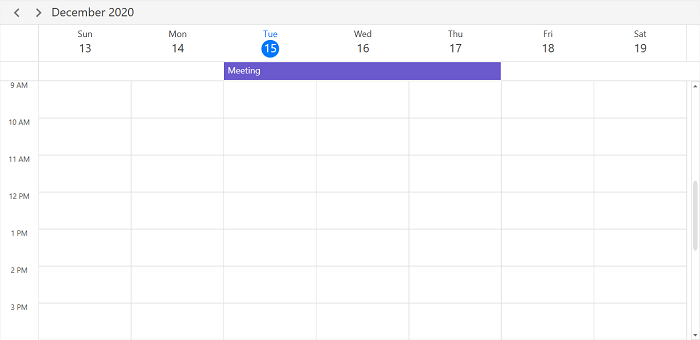 December 2020
Sun Mon Tue Wed Thu Fri Sat
13 14 15 16 17 18 19
Meeting
9 AM
10 AM
11 AM
12 PM
1 PM
2 PM
3 PM